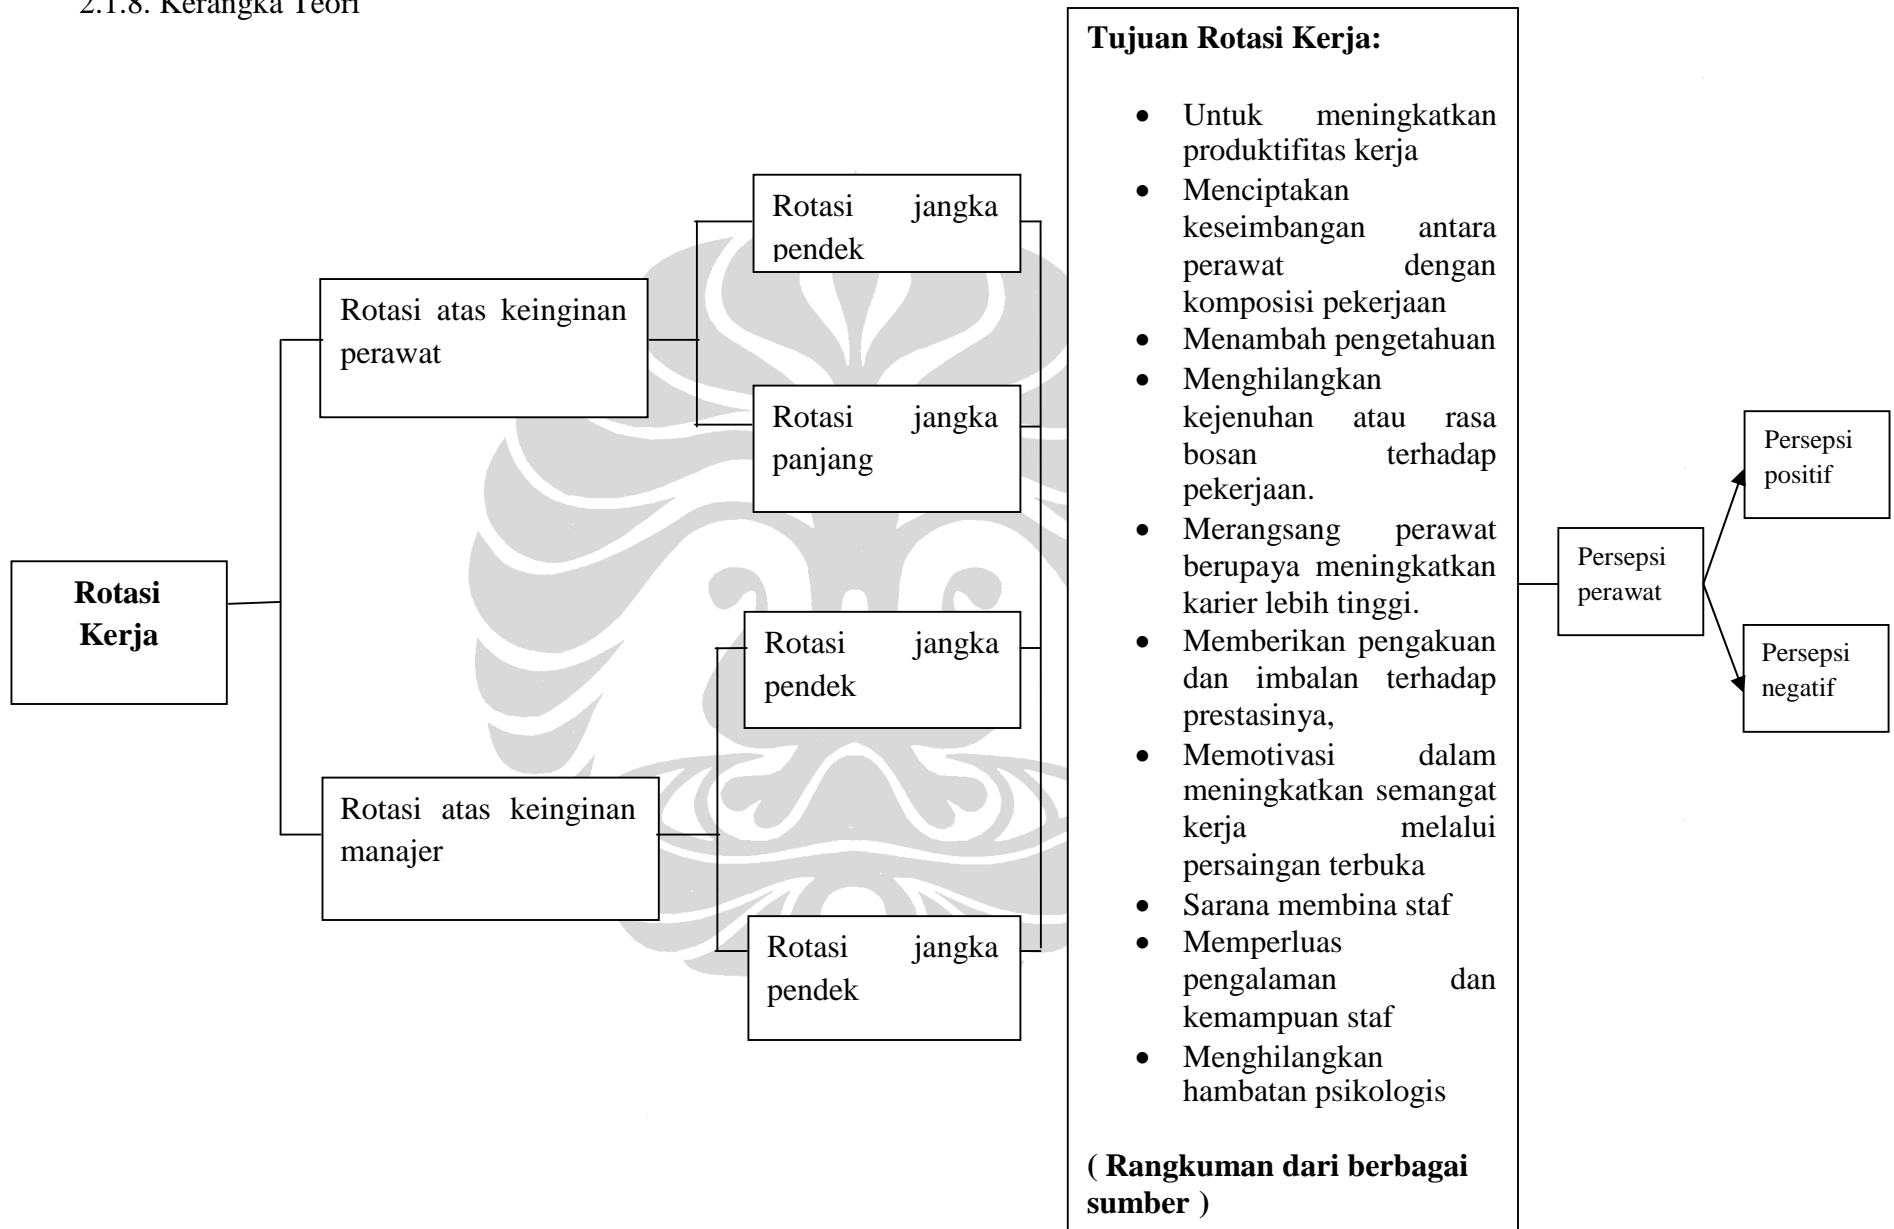 2.1.8. Kerangka Teori
Rotasi
Kerja
Rotasi atas keinginan
perawat
Rotasi atas keinginan
manajer
Rotasi jangka
pendek
Rotasi jangka
panjang
Rotasi jangka
pendek
Rotasi jangka
pendek
Tujuan Rotasi Kerja:
• Untuk meningkatkan
produktifitas kerja
• Menciptakan
keseimbangan antara
perawat dengan
komposisi pekerjaan
• Menambah pengetahuan
• Menghilangkan
kejenuhan atau rasa
bosan terhadap
pekerjaan.
• Merangsang perawat
berupaya meningkatkan
karier lebih tinggi.
• Memberikan pengakuan
dan imbalan terhadap
prestasinya,
• Memotivasi dalam
meningkatkan semangat
kerja melalui
persaingan terbuka
• Sarana membina staf
• Memperluas
pengalaman dan
kemampuan staf
• Menghilangkan
hambatan psikologis
( Rangkuman dari berbagai
sumber )
Persepsi
perawat
Persepsi
positif
Persepsi
negatif